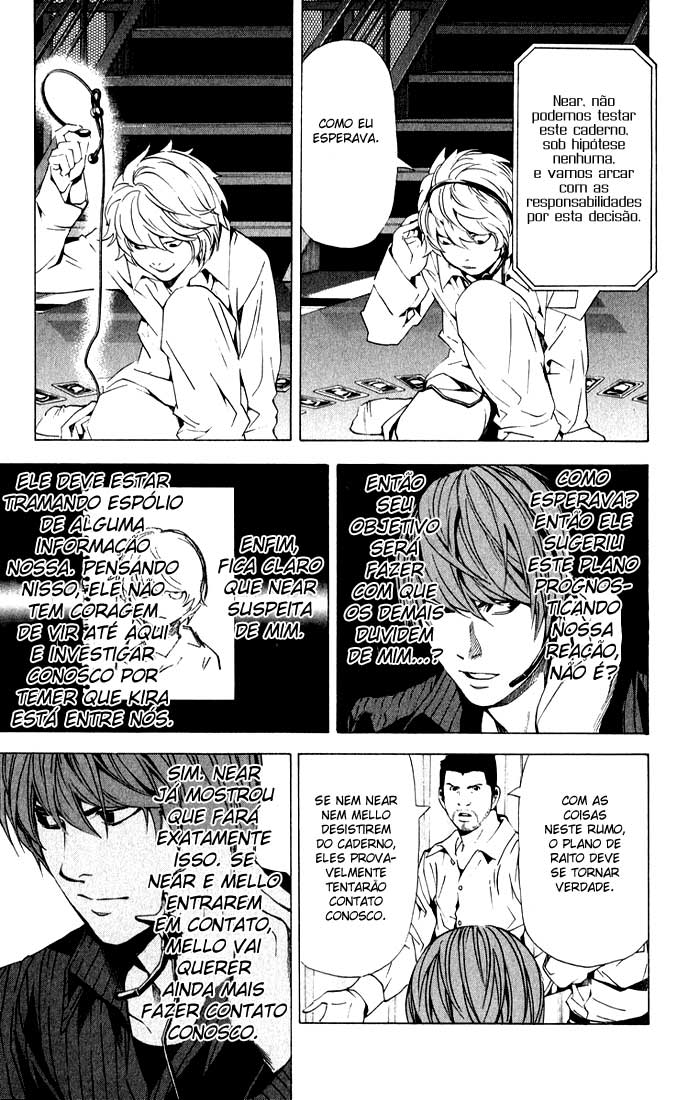 Near, não
podemos testar
este caderno,
sob hipótese
nenhuma,
e vamos arcar
com as
responsabilidades
por esta decisão.
COMO EU
ESPERAVA.
COMO
ESPERAVA?
ENTÃO ELE
SUGERIU
ESTE PLANO
PROGNOS-
TICANDO
NOSSA
REAÇÃO,
NÃO É?
ENTÃO
SEU
OBJETIVO
SERÁ
FAZER
COM QUE
OS DEMAIS
DUVIDEM
DE MIM...?
ENFIM,
FICA CLARO
QUE NEAR
SUSPEITA
DE MIM.
ELE DEVE ESTAR
TRAMANDO ESPÓLIO
DE ALGUMA
INFORMAÇÃO
NOSSA. PENSANDO
NISSO, ELE NÃO
TEM CORAGEM
DE VIR ATÉ AQUI
E INVESTIGAR
CONOSCO POR
TEMER QUE KIRA
ESTÁ ENTRE NÓS.
COM AS
COISAS
NESTE RUMO,
O PLANO DE
RAITO DEVE
SE TORNAR
VERDADE.
SE NEM NEAR
NEM MELLO
DESISTIREM
DO CADERNO,
ELES PROVA-
VELMENTE
TENTARÃO
CONTATO
CONOSCO.
SIM. NEAR
JÁ MOSTROU
QUE FARÁ
EXATAMENTE
ISSO. SE
NEAR E MELLO
ENTRAREM
EM CONTATO,
MELLO VAI
QUERER
AINDA MAIS
FAZER CONTATO
CONOSCO.